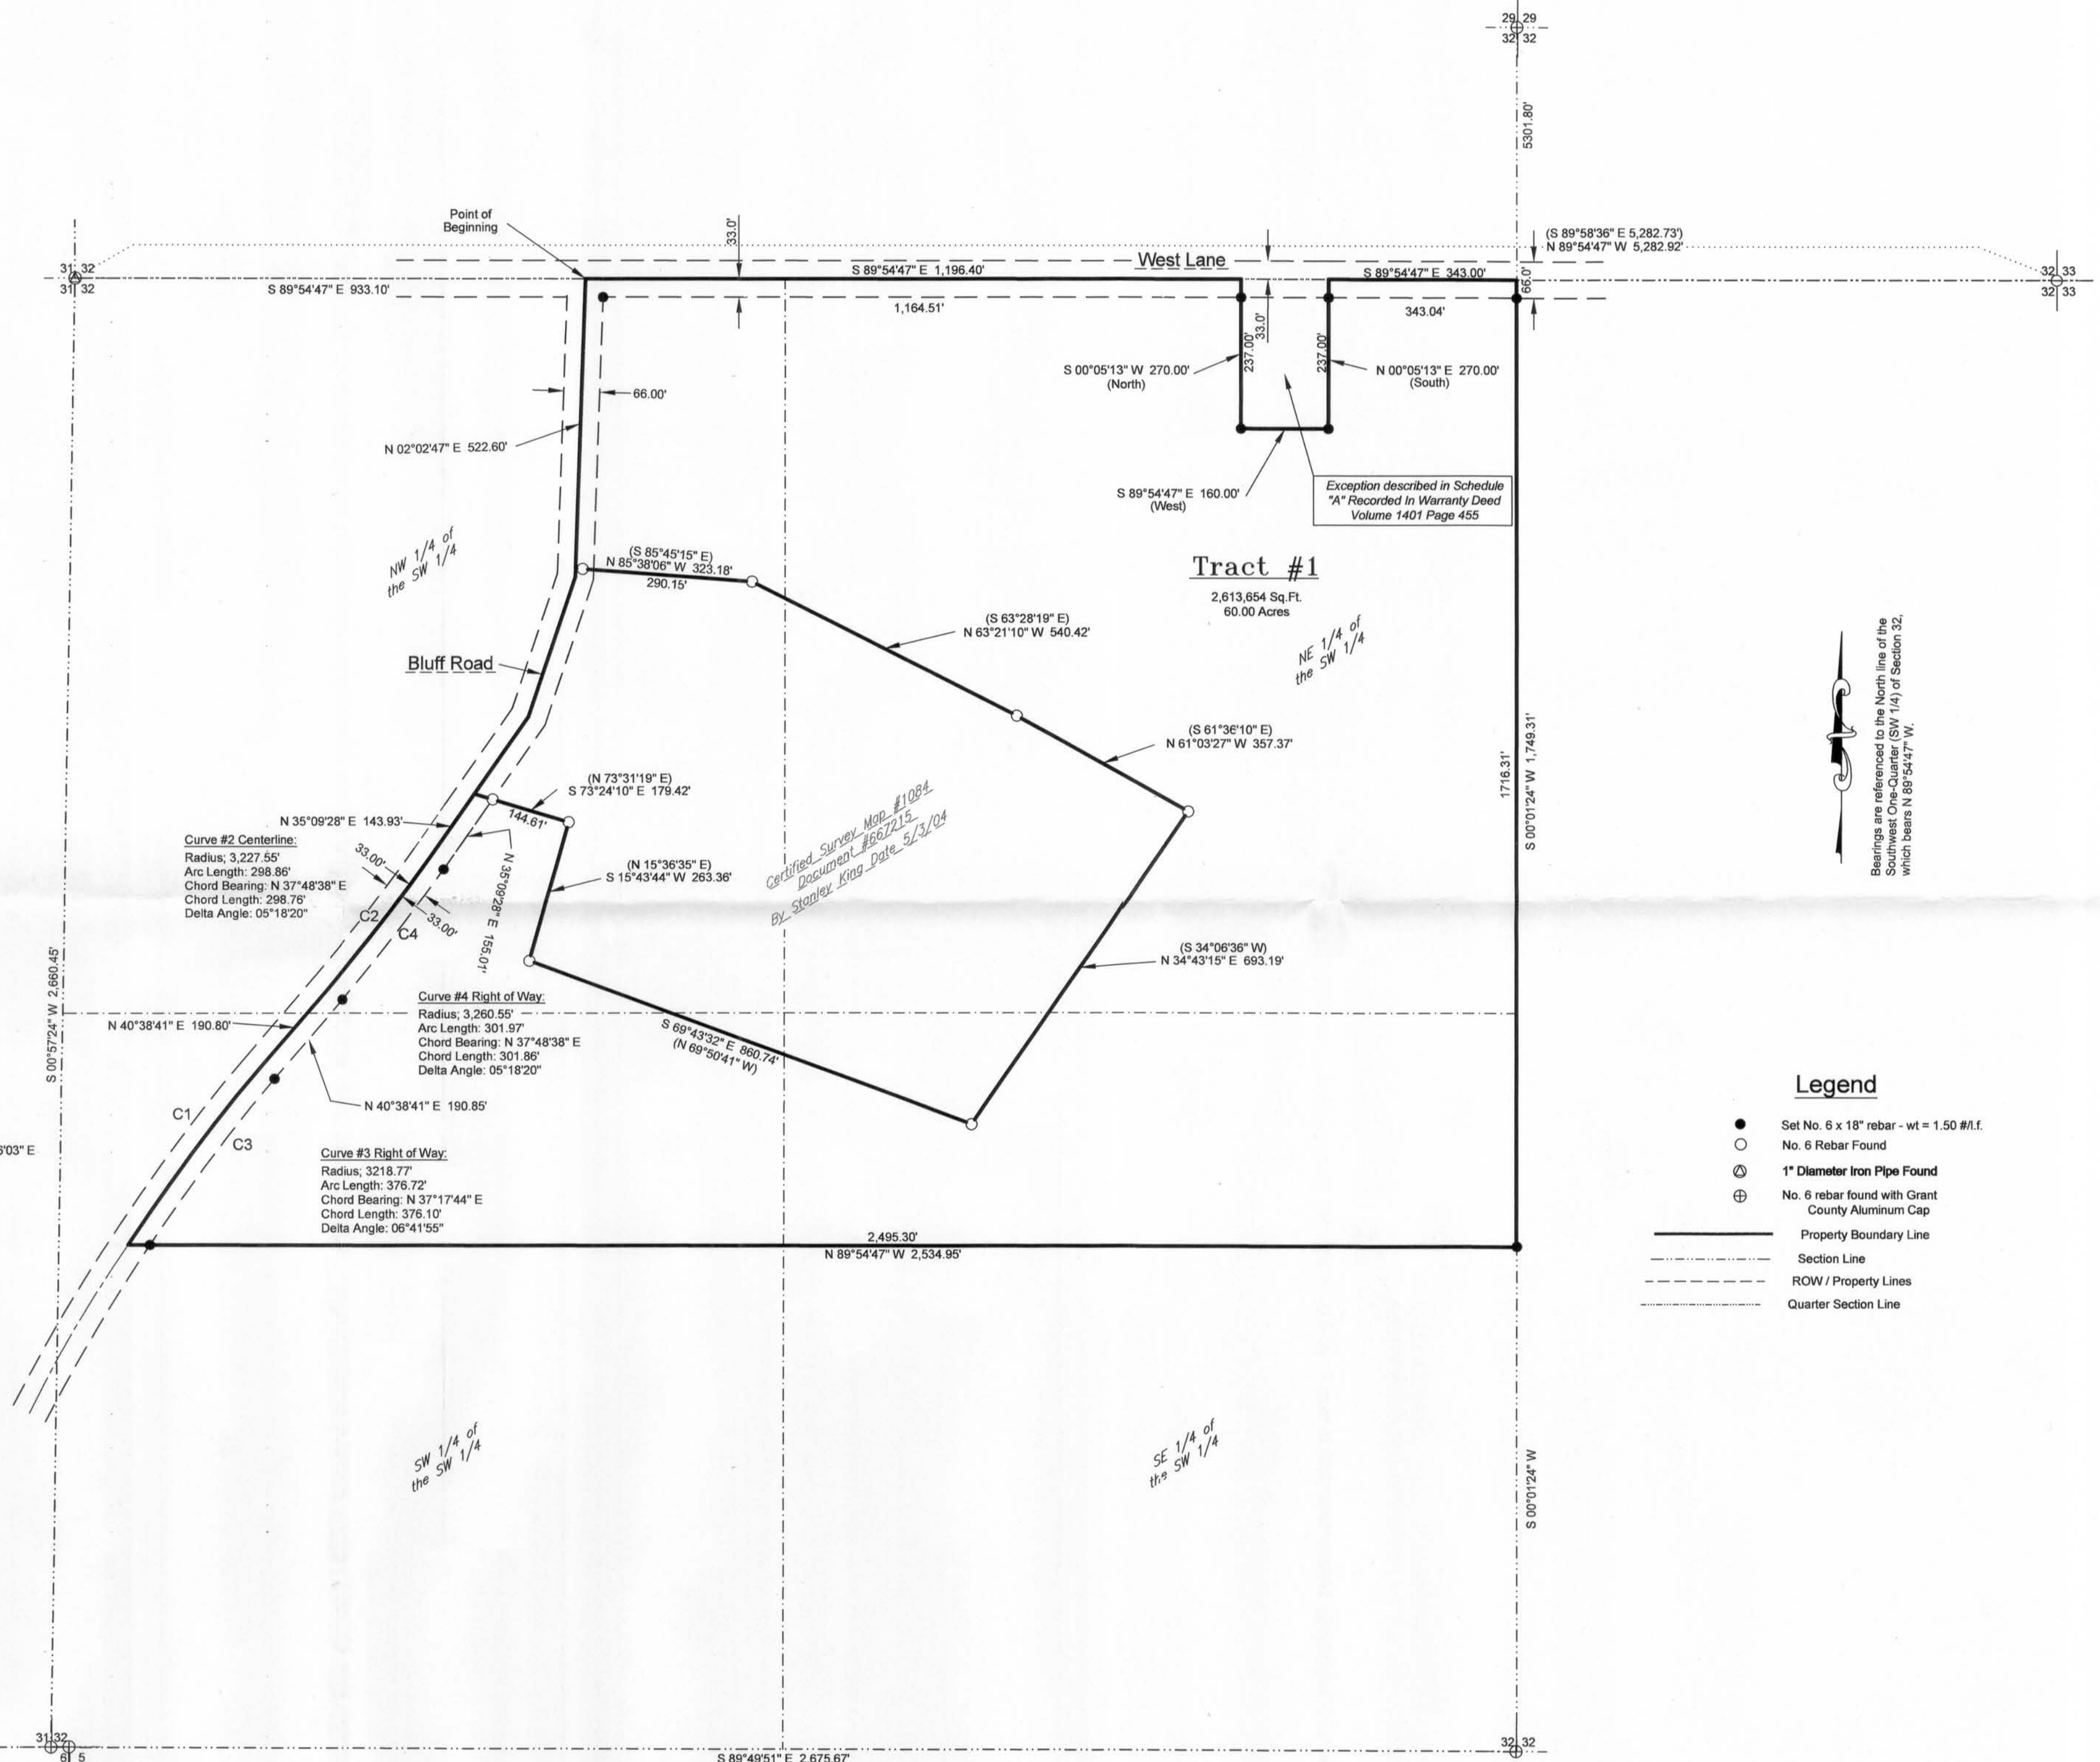 29 29
32 32
5301.80'
Point of
Beginning
33.0'
(S 89°58'36" E 5,282.73')
N 89°54'47" W 5,282.92'
31 32
31 32
S 89°54'47" E 933.10'
S 89°54'47" E 1,196.40'
West Lane
S 89°54'47" E 343.00'
66.0'
32 33
32 33
1,164.51'
33.0'
343.04'
237.00'
237.00'
S 00°05'13" W 270.00'
(North)
N 00°05'13" E 270.00'
(South)
66.00'
N 02°02'47" E 522.60'
S 89°54'47" E 160.00'
(West)
Exception described in Schedule
"A" Recorded In Warranty Deed
Volume 1401 Page 455
NW 1/4 of
the SW 1/4
(S 85°45'15" E)
N 85°38'06" W 323.18'
290.15'
Tract #1
2,613,654 Sq.Ft.
60.00 Acres
(S 63°28'19" E)
N 63°21'10" W 540.42'
NE 1/4 of
the SW 1/4
Bluff Road
(S 61°36'10" E)
N 61°03'27" W 357.37'
1716.31'
S 00°01'24" W 1,749.31'
Bearings are referenced to the North line of the
Southwest One-Quarter (SW 1/4) of Section 32,
which bears N 89°54'47" W.
(N 73°31'19" E)
S 73°24'10" E 179.42'
144.61'
N 35°09'28" E 143.93'
Curve #2 Centerline:
Radius; 3,227.55'
Arc Length: 298.86'
Chord Bearing: N 37°48'38" E
Chord Length: 298.76'
Delta Angle: 05°18'20"
33.00'
33.00'
N 35°09'28" E 155.01'
(N 15°36'35" E)
S 15°43'44" W 263.36'
Certified Survey Map #1084
Document #667215
By Stanley King Date 5/3/04
C2
C4
(S 34°06'36" W)
N 34°43'15" E 693.19'
S 00°57'24" W 2,660.45'
N 40°38'41" E 190.80'
Curve #4 Right of Way:
Radius; 3,260.55'
Arc Length: 301.97'
Chord Bearing: N 37°48'38" E
Chord Length: 301.86'
Delta Angle: 05°18'20"
S 69°43'32" E 860.74'
(N 69°50'41" W)
N 40°38'41" E 190.85'
C1
C3
'03" E
Curve #3 Right of Way:
Radius; 3218.77'
Arc Length: 376.72'
Chord Bearing: N 37°17'44" E
Chord Length: 376.10'
Delta Angle: 06°41'55"
Legend
Set No. 6 x 18" rebar - wt = 1.50 #/l.f.
No. 6 Rebar Found
1" Diameter Iron Pipe Found
No. 6 rebar found with Grant
County Aluminum Cap
Property Boundary Line
Section Line
ROW / Property Lines
Quarter Section Line
2,495.30'
N 89°54'47" W 2,534.95'
SW 1/4 of
the SW 1/4
SE 1/4 of
the SW 1/4
S 00°01'24" W
31 32
6 5
S 89°49'51" E 2,675.67'
32 32